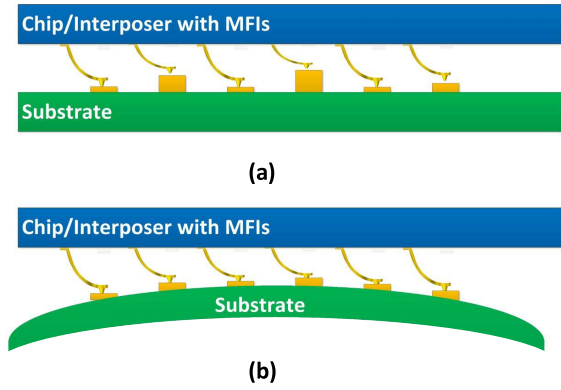 Chip/Interposer with MFIs
Substrate
(a)
Chip/Interposer with MFIs
Substrate
(b)